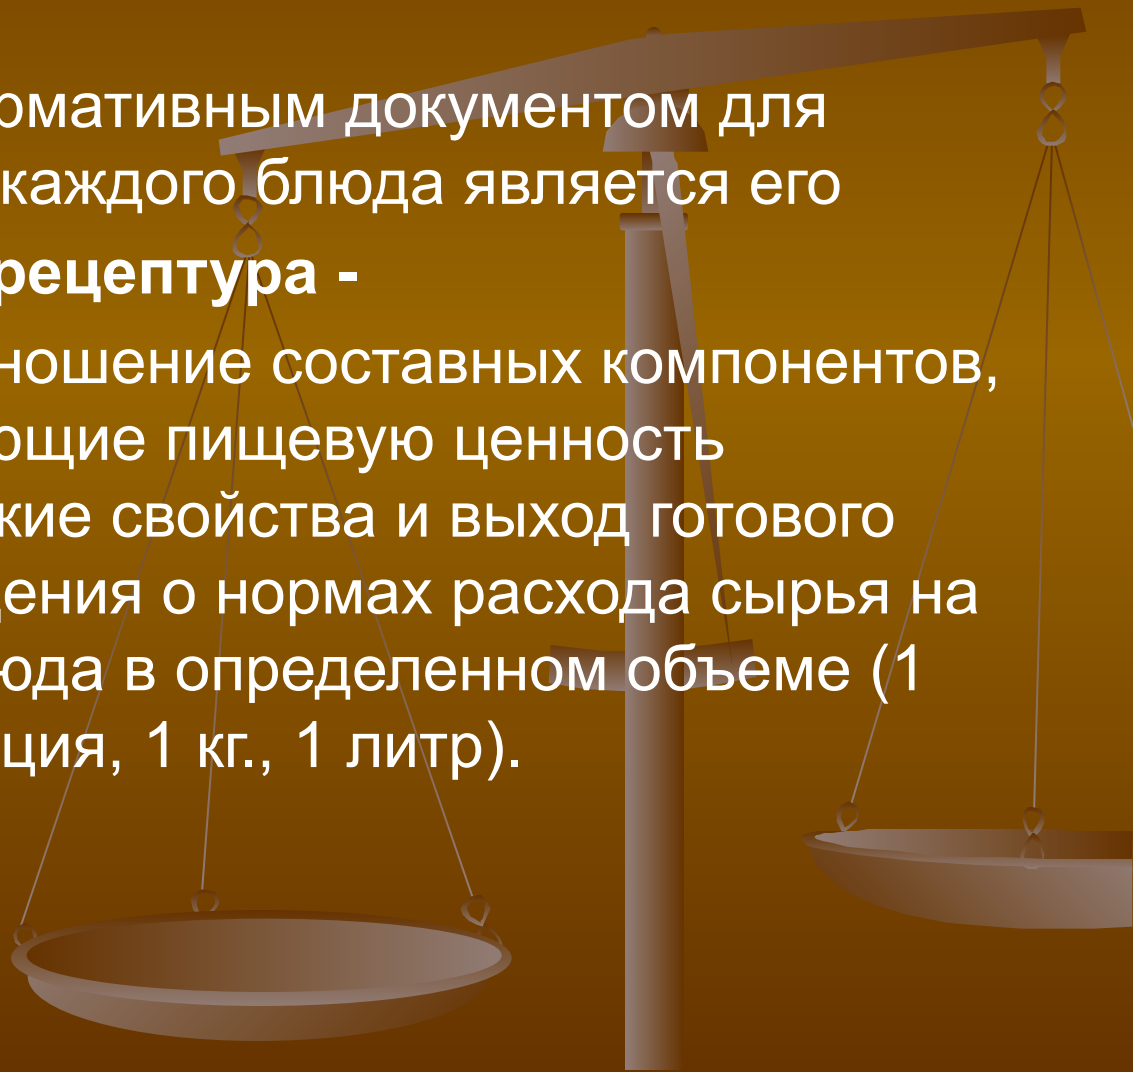 рмативным документом для
каждого блюда является его
рецептура -
ношение составных компонентов,
ющие пищевую ценность
кие свойства и выход готового
дения о нормах расхода сырья на
юда в определенном объеме (1
ция, 1 кг., 1 литр).